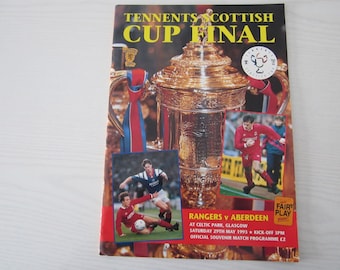 TENNENTS SCOTTISH
CUP FINAL
FAIR
PLAY
RANGERS v ABERDEEN
AT CELTIC PARK, GLASGOW
SATURDAY 29TH MAY 1993 • KICK-OFF 3PM
OFFICIAL SOUVENIR MATCH PROGRAMME £2